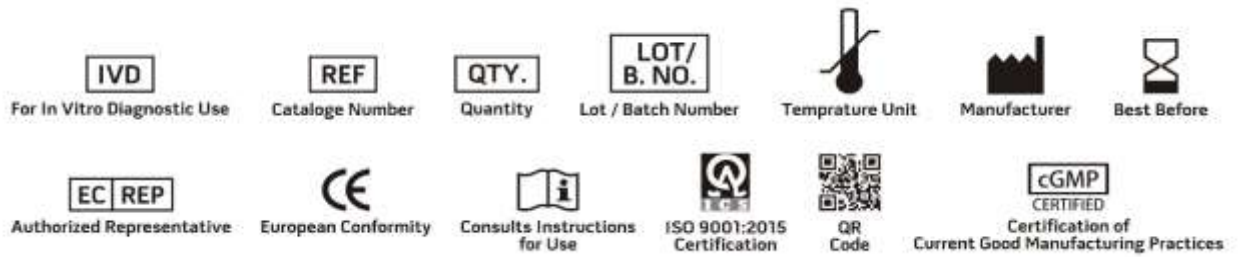 IVD
For In Vitro Diagnostic Use
REF
Cataloge Number
QTY.
Quantity
LOT/
B. NO.
Lot / Batch Number
Temprature Unit
Manufacturer
Best Before
EC REP
Authorized Representative
CE
European Conformity
i
Consults Instructions
for Use
TCS
ISO 9001:2015
Certification
QR
Code
cGMP
CERTIFIED
Certification of
Current Good Manufacturing Practices